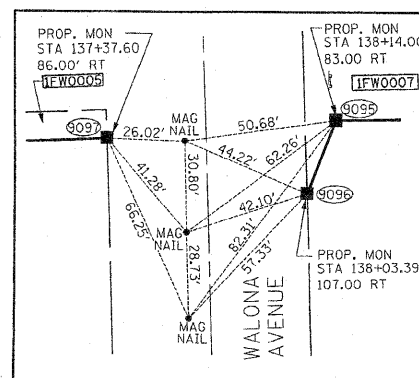 PROP. MON
STA 137+37.60
86.00' RT
1FW0005
9097
PROP. MON
STA 138+14.00
83.00 RT
1FW0007
9095
MAG
NAIL
26.02'
50.68'
44.22'
62.26'
30.80'
41.28'
42.10'
66.25'
82.31'
57.33'
9096
MAG
NAIL
28.73'
MAG
NAIL
WALONA
AVENUE
PROP. MON
STA 138+03.39
107.00 RT